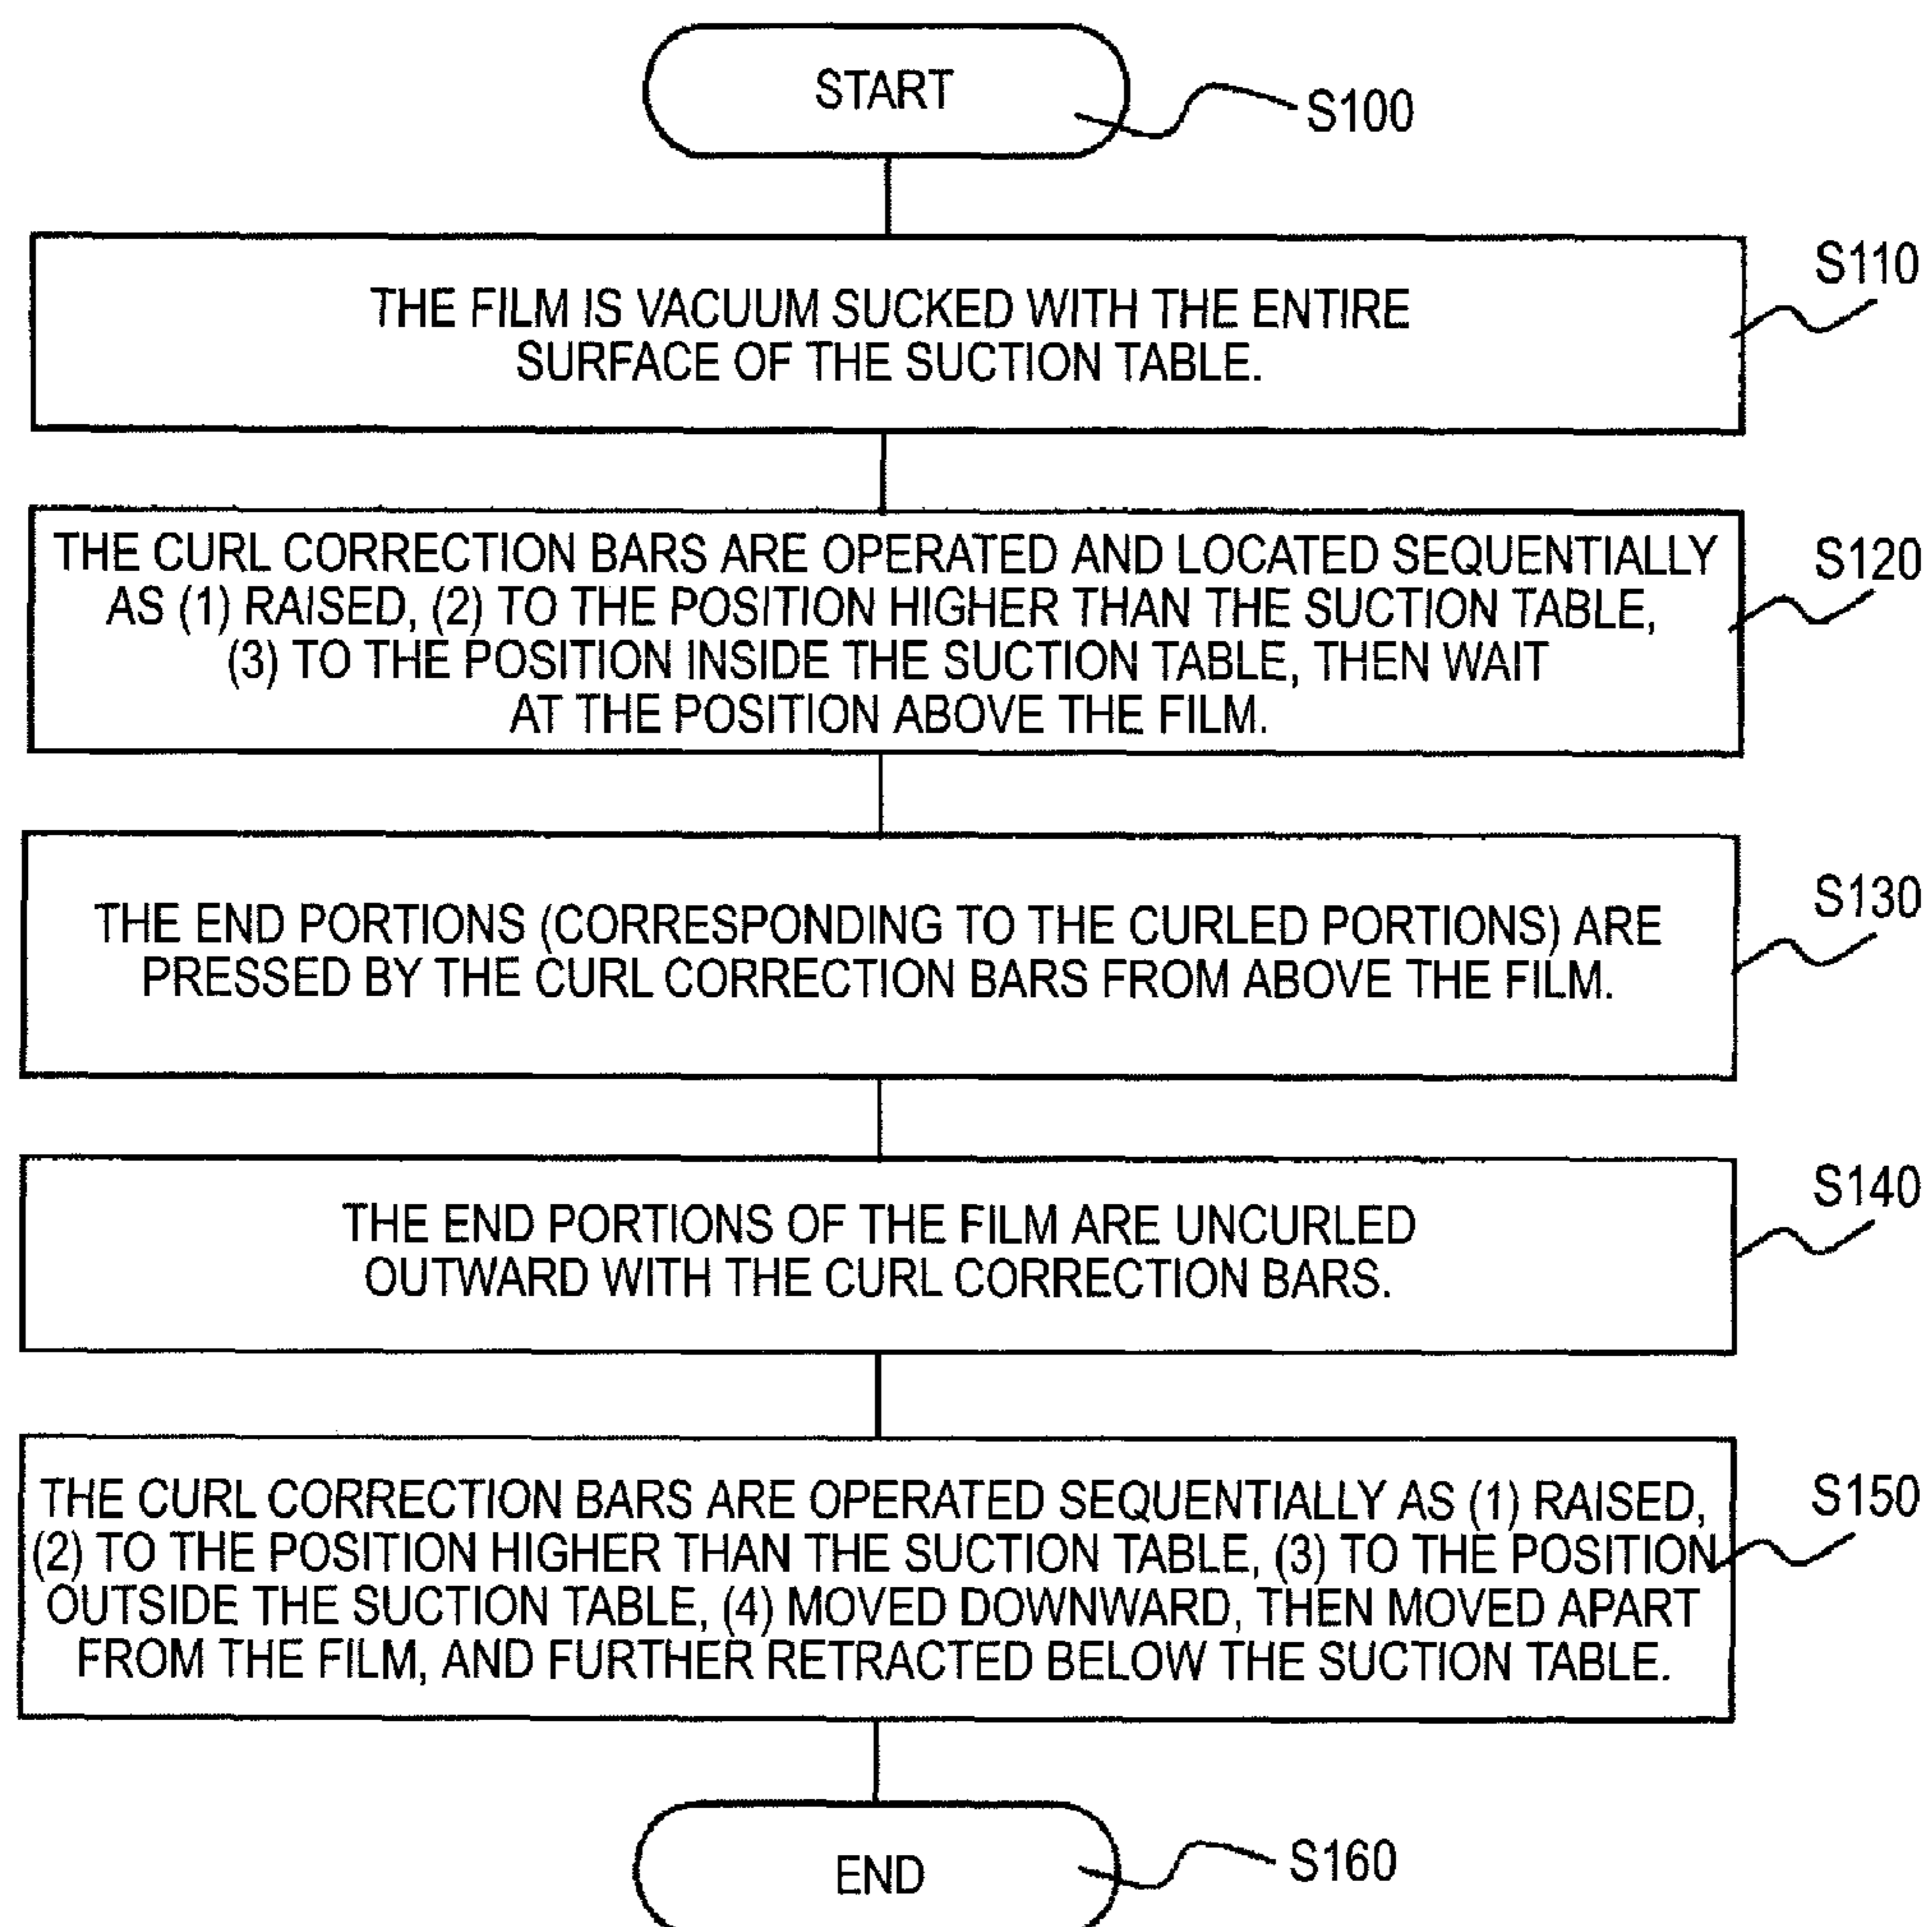 START
S100
THE FILM IS VACUUM SUCKED WITH THE ENTIRE
SURFACE OF THE SUCTION TABLE.
S110
THE CURL CORRECTION BARS ARE OPERATED AND LOCATED SEQUENTIALLY
AS (1) RAISED, (2) TO THE POSITION HIGHER THAN THE SUCTION TABLE,
(3) TO THE POSITION INSIDE THE SUCTION TABLE, THEN WAIT
AT THE POSITION ABOVE THE FILM.
S120
THE END PORTIONS (CORRESPONDING TO THE CURLED PORTIONS) ARE
PRESSED BY THE CURL CORRECTION BARS FROM ABOVE THE FILM.
S130
THE END PORTIONS OF THE FILM ARE UNCURLED
OUTWARD WITH THE CURL CORRECTION BARS.
S140
THE CURL CORRECTION BARS ARE OPERATED SEQUENTIALLY AS (1) RAISED,
(2) TO THE POSITION HIGHER THAN THE SUCTION TABLE, (3) TO THE POSITION
OUTSIDE THE SUCTION TABLE, (4) MOVED DOWNWARD, THEN MOVED APART
FROM THE FILM, AND FURTHER RETRACTED BELOW THE SUCTION TABLE.
S150
END
S160